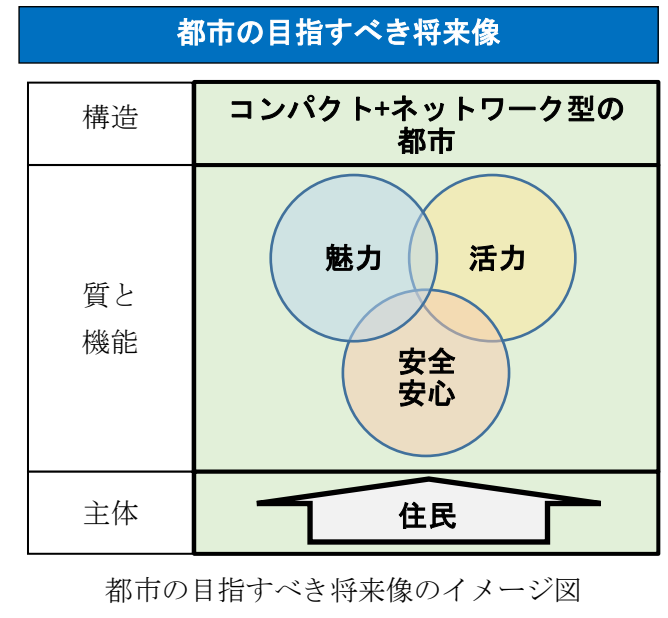 都市の目指すべき将来像
構造
コンパクト+ネットワーク型の
都市
質と
機能
魅力
活力
安全
安心
主体
住民
都市の目指すべき将来像のイメージ図